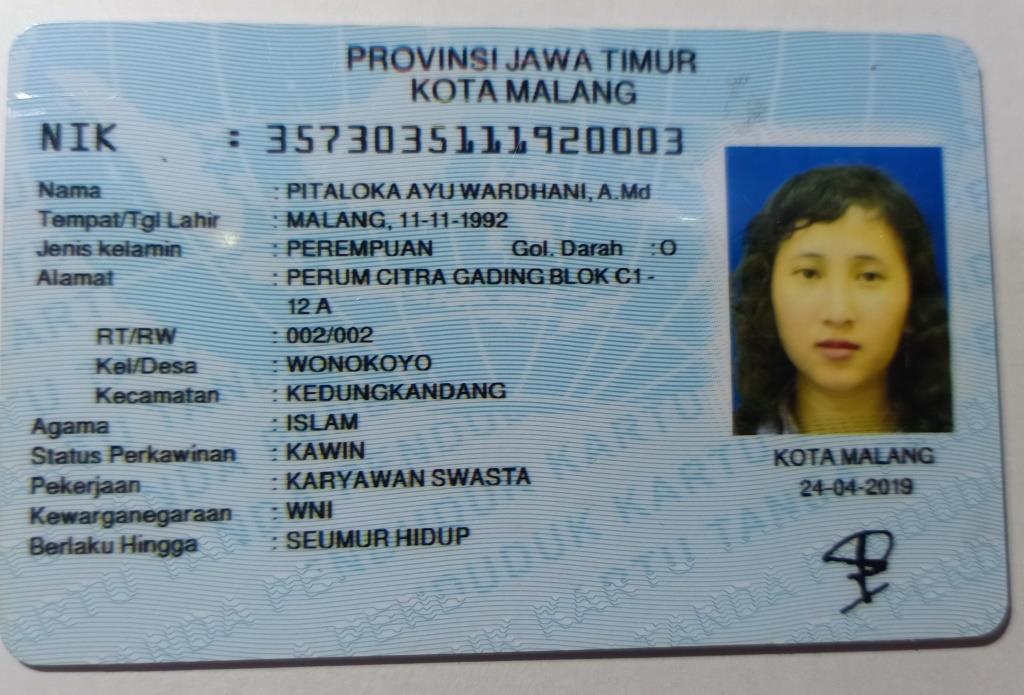 PROVINSI JAWA TIMUR
KOTA MALANG
NIK : 3573035111920003
Nama : PITALOKA AYU WARDHANI, A.Md
Tempat/Tgl Lahir : MALANG, 11-11-1992
Jenis kelamin : PEREMPUAN Gol. Darah : O
Alamat : PERUM CITRA GADING BLOK C1 -
12 A
RT/RW : 002/002
Kel/Desa : WONOKOYO
Kecamatan : KEDUNGKANDANG
Agama : ISLAM
Status Perkawinan : KAWIN
Pekerjaan : KARYAWAN SWASTA
Kewarganegaraan : WNI
Berlaku Hingga : SEUMUR HIDUP
KOTA MALANG
24-04-2019